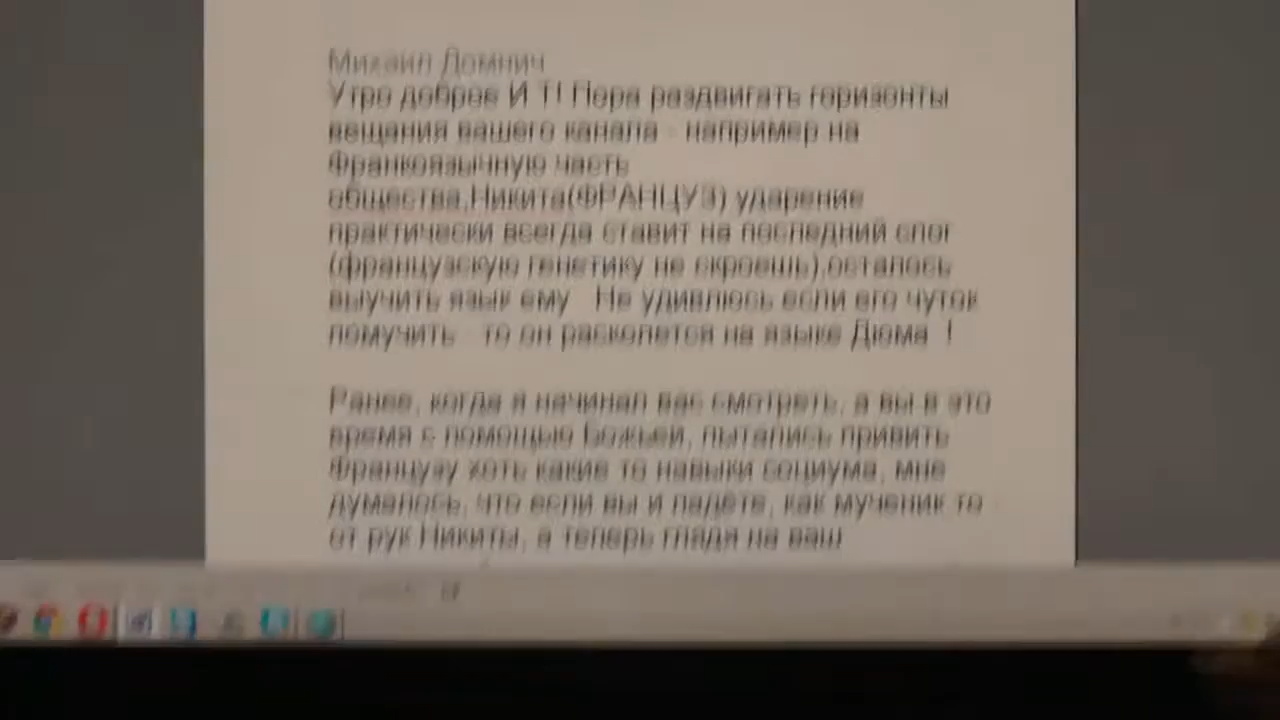 Михаил Домнич
Утро доброе И Т! Пора раздвигать горизонты
вещания вашего канала - например на
Франкоязычную часть
общества,Никита(ФРАНЦУЗ) ударение
практически всегда ставит на последний слог
(французскую генетику не скроешь),осталось
выучить язык ему Не удивлюсь если его чуток
помучить - то он расколется на языке Дюма !
Ранее, когда я начинал вас смотреть, а вы в это
время с помощью Божьей, пытались привить
Французу хоть какие то навыки социума, мне
думалось, что если вы и падёте, как мученик то
от рук Никиты, а теперь глядя на ваш